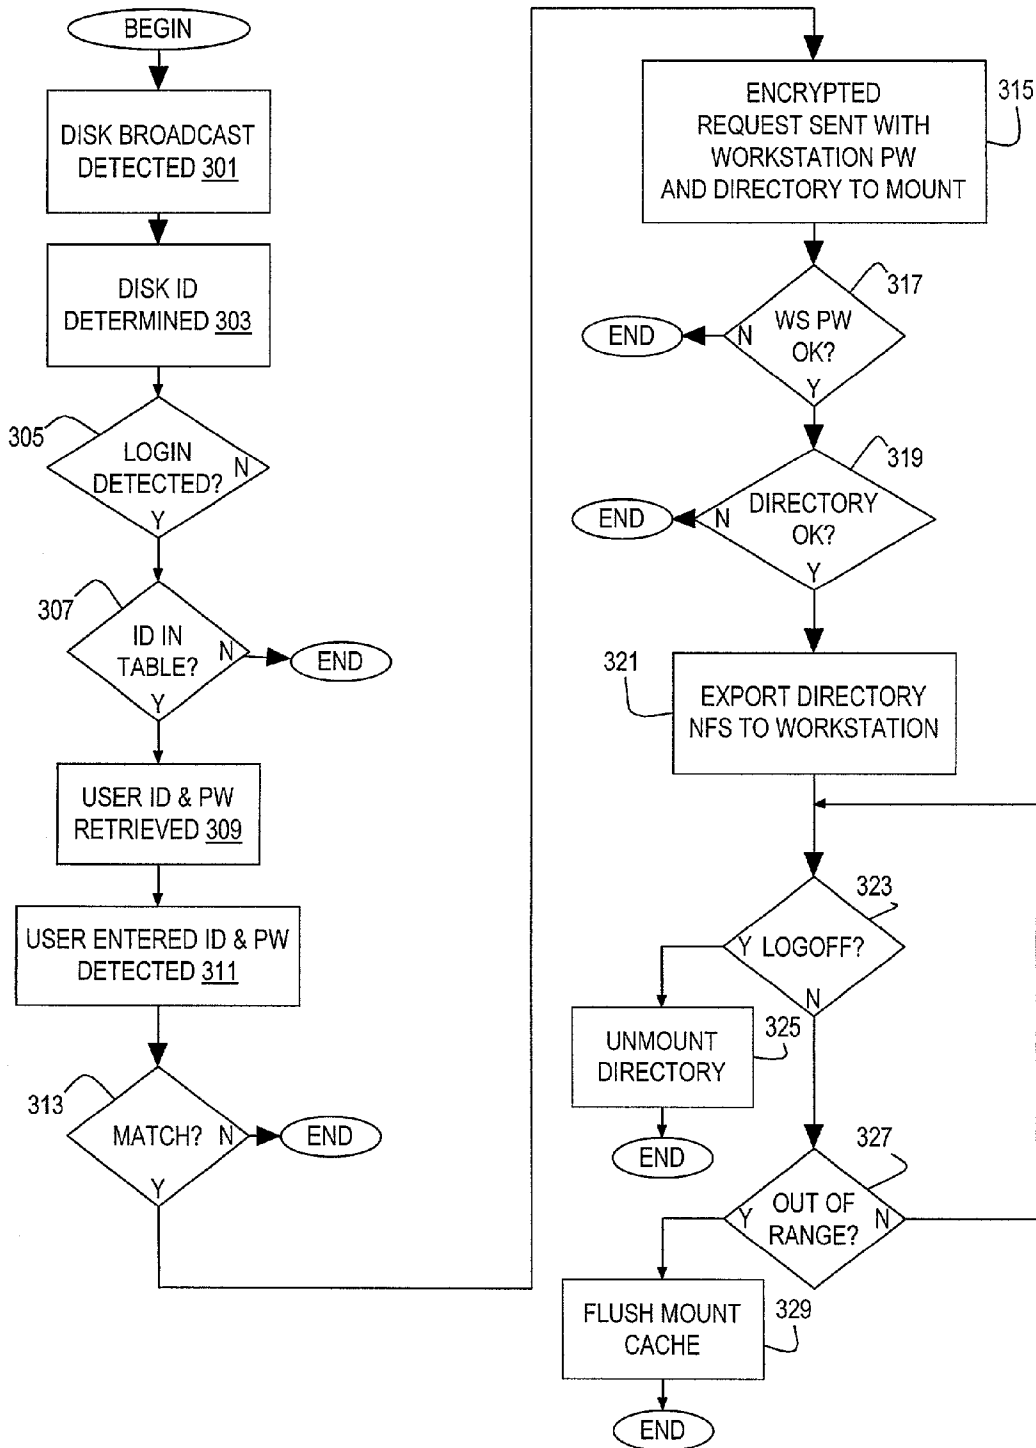 BEGIN
DISK BROADCAST
DETECTED 301
DISK ID
DETERMINED 303
305
LOGIN
DETECTED?
N
Y
307
ID IN
TABLE?
N
END
Y
USER ID & PW
RETRIEVED 309
USER ENTERED ID & PW
DETECTED 311
313
MATCH?
N
END
Y
315
ENCRYPTED
REQUEST SENT WITH
WORKSTATION PW
AND DIRECTORY TO MOUNT
317
WS PW
OK?
N
END
Y
319
DIRECTORY
OK?
N
END
Y
321
EXPORT DIRECTORY
NFS TO WORKSTATION
323
Y
LOGOFF?
N
325
UNMOUNT
DIRECTORY
END
327
OUT OF
RANGE?
Y
N
329
FLUSH MOUNT
CACHE
END